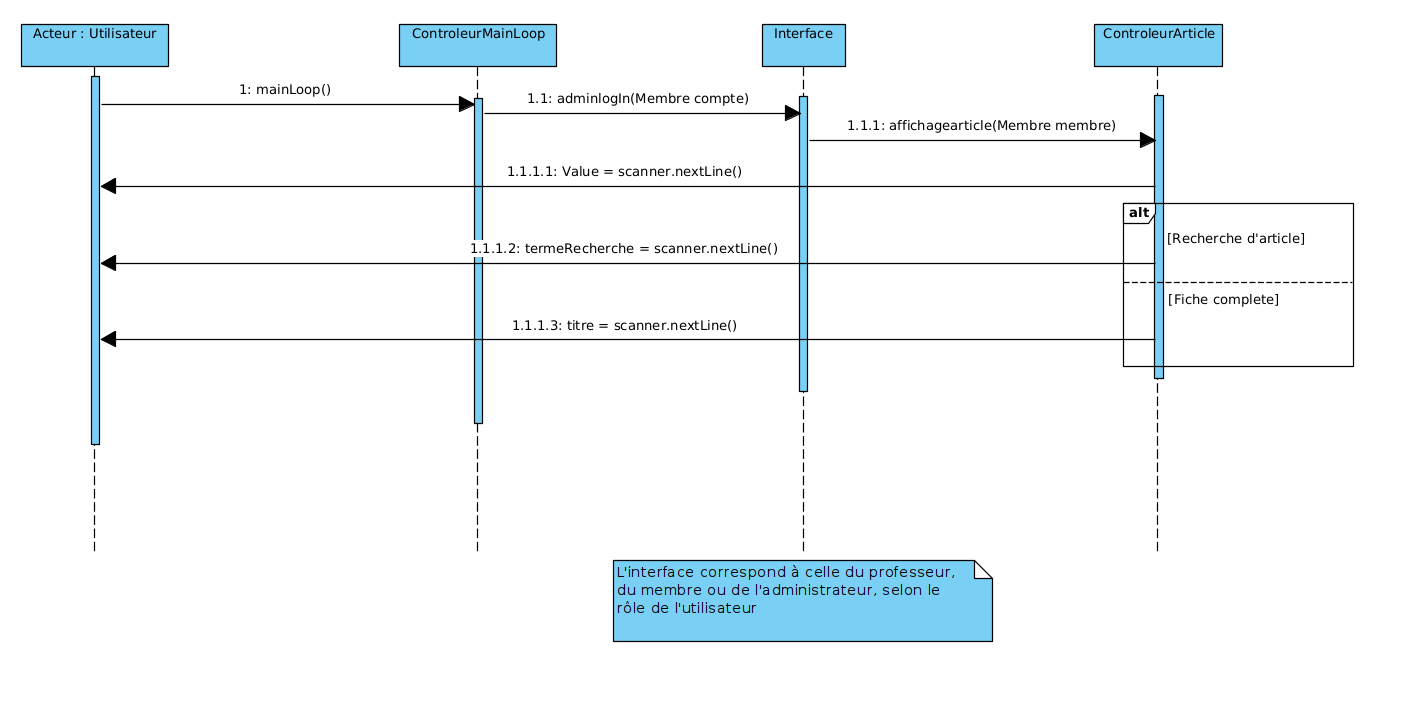 Acteur : Utilisateur
ControleurMainLoop
Interface
ControleurArticle
1: mainLoop()
1.1: adminlogIn(Membre compte)
1.1.1: affichagearticle(Membre membre)
1.1.1.1: Value = scanner.nextLine()
alt
[Recherche d'article]
1.1.1.2: termeRecherche = scanner.nextLine()
[Fiche complete]
1.1.1.3: titre = scanner.nextLine()
L'interface correspond à celle du professeur,
du membre ou de l'administrateur, selon le
rôle de l'utilisateur